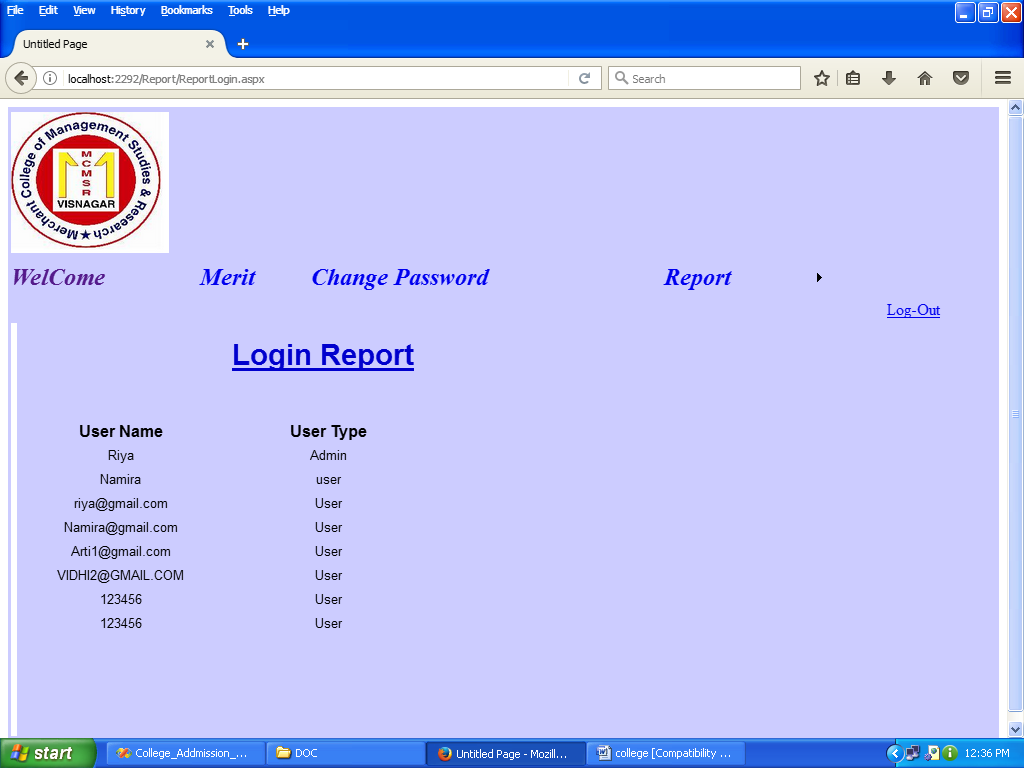 File Edit View History Bookmarks Tools Help
Untitled Page
localhost:2292/Report/ReportLogin.aspx
Search
Merchant College of Management Studies & Research ★
MCMSR
VISNAGAR
WelCome Merit Change Password Report
Log-Out
Login Report
User Name User Type
Riya Admin
Namira user
riya@gmail.com User
Namira@gmail.com User
Arti1@gmail.com User
VIDHI2@GMAIL.COM User
123456 User
123456 User
start College_Addmission_... DOC Untitled Page - Mozill... college [Compatibility ... 12:36 PM